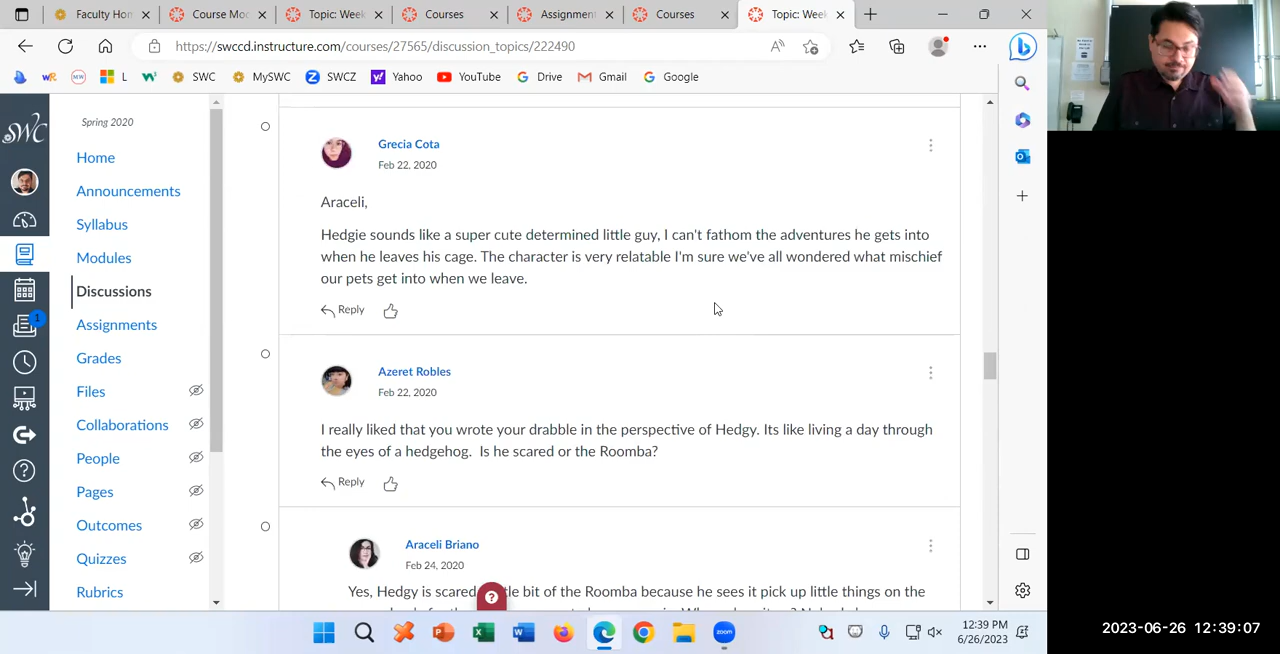 Faculty Hon
Course Moc
Topic: Week
Courses
Assignment
Courses
Topic: Week
https://swccd.instructure.com/courses/27565/discussion_topics/222490
L
SWC
MySWC
SWCZ
Yahoo
YouTube
Drive
Gmail
Google
Spring 2020
Home
Announcements
Syllabus
Modules
Discussions
Assignments
Grades
Files
Collaborations
People
Pages
Outcomes
Quizzes
Rubrics
1
Grecia Cota
Feb 22, 2020
Araceli,
Hedgie sounds like a super cute determined little guy, I can't fathom the adventures he gets into
when he leaves his cage. The character is very relatable I'm sure we've all wondered what mischief
our pets get into when we leave.
Reply
Azeret Robles
Feb 22, 2020
I really liked that you wrote your drabble in the perspective of Hedgy. Its like living a day through
the eyes of a hedgehog. Is he scared or the Roomba?
Reply
Araceli Briano
Feb 24, 2020
Yes, Hedgy is scared tle bit of the Roomba because he sees it pick up little things on the
12:39 PM
6/26/2023
2023-06-26 12:39:07